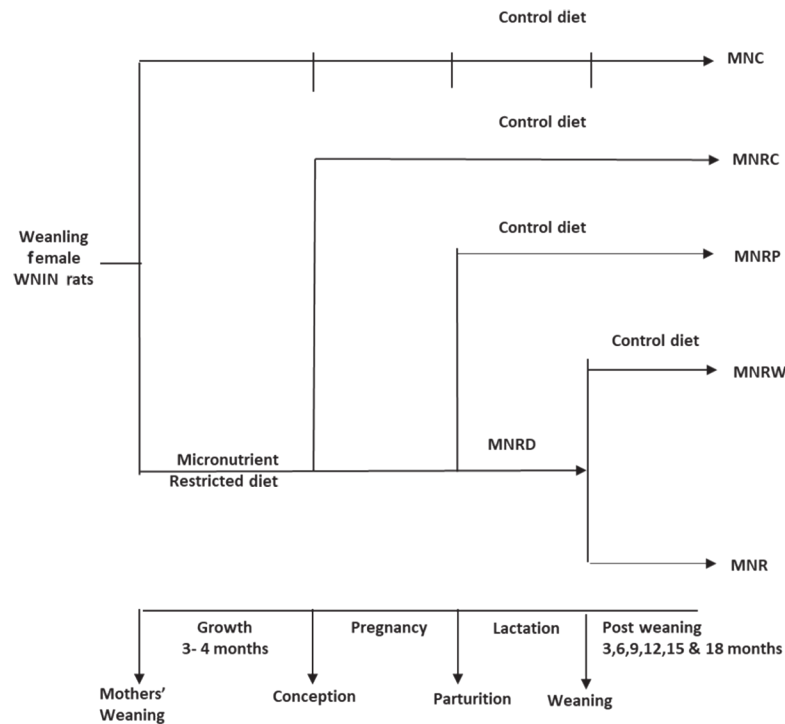 Control diet
MNC
Control diet
MNRC
Weanling
female
WNIN rats
Control diet
MNRP
Control diet
MNRW
MNRD
Micronutrient
Restricted diet
MNR
Growth
3- 4 months
Pregnancy
Lactation
Post weaning
3,6,9,12,15 & 18 months
Mothers’
Weaning
Conception
Parturition
Weaning